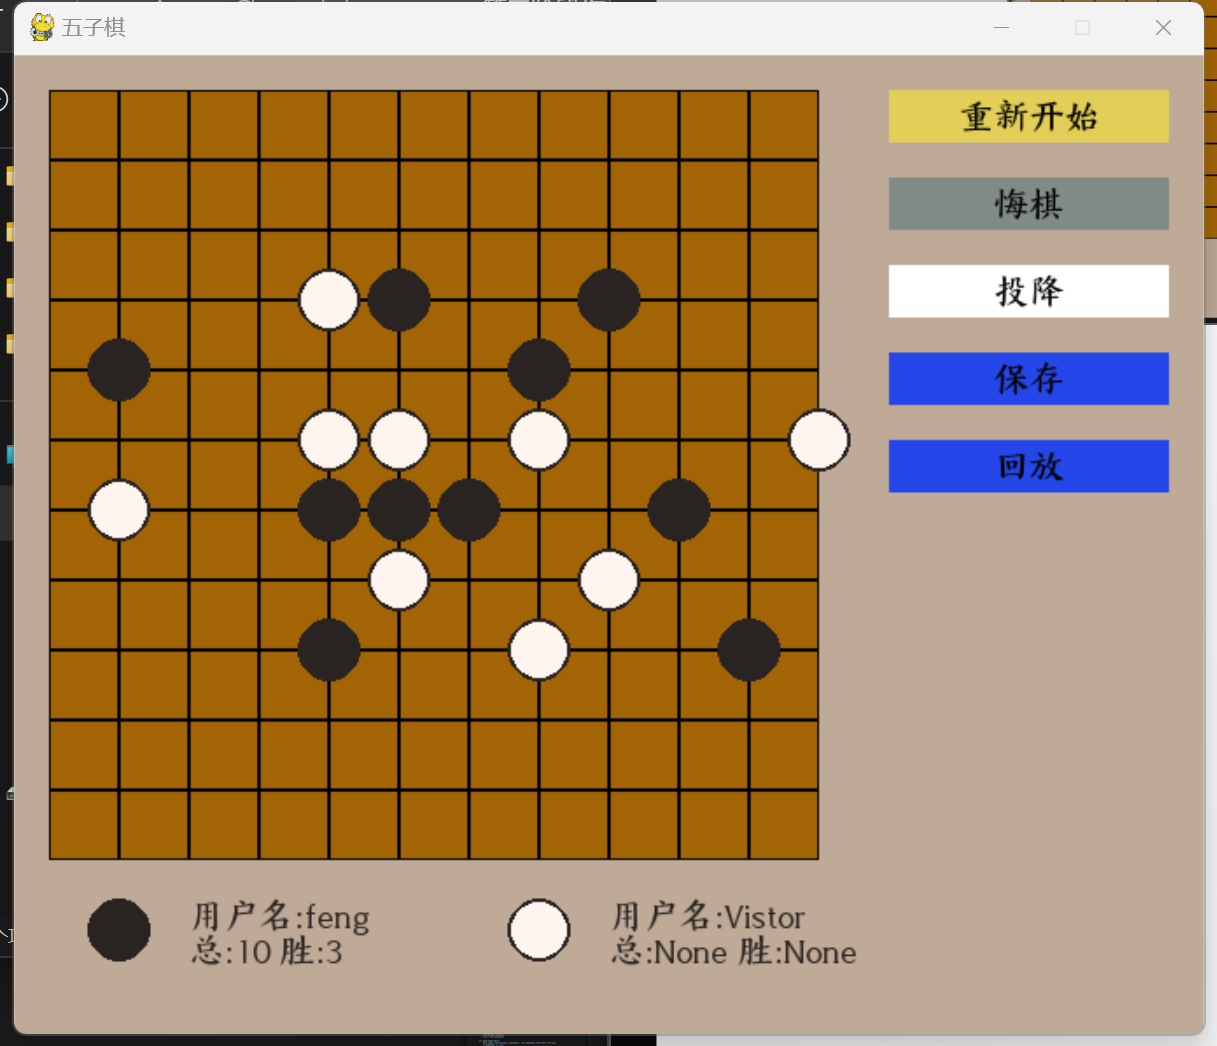 五子棋
重新开始
悔棋
投降
保存
回放
用户名:feng
总:10 胜:3
用户名:Vistor
总:None 胜:None